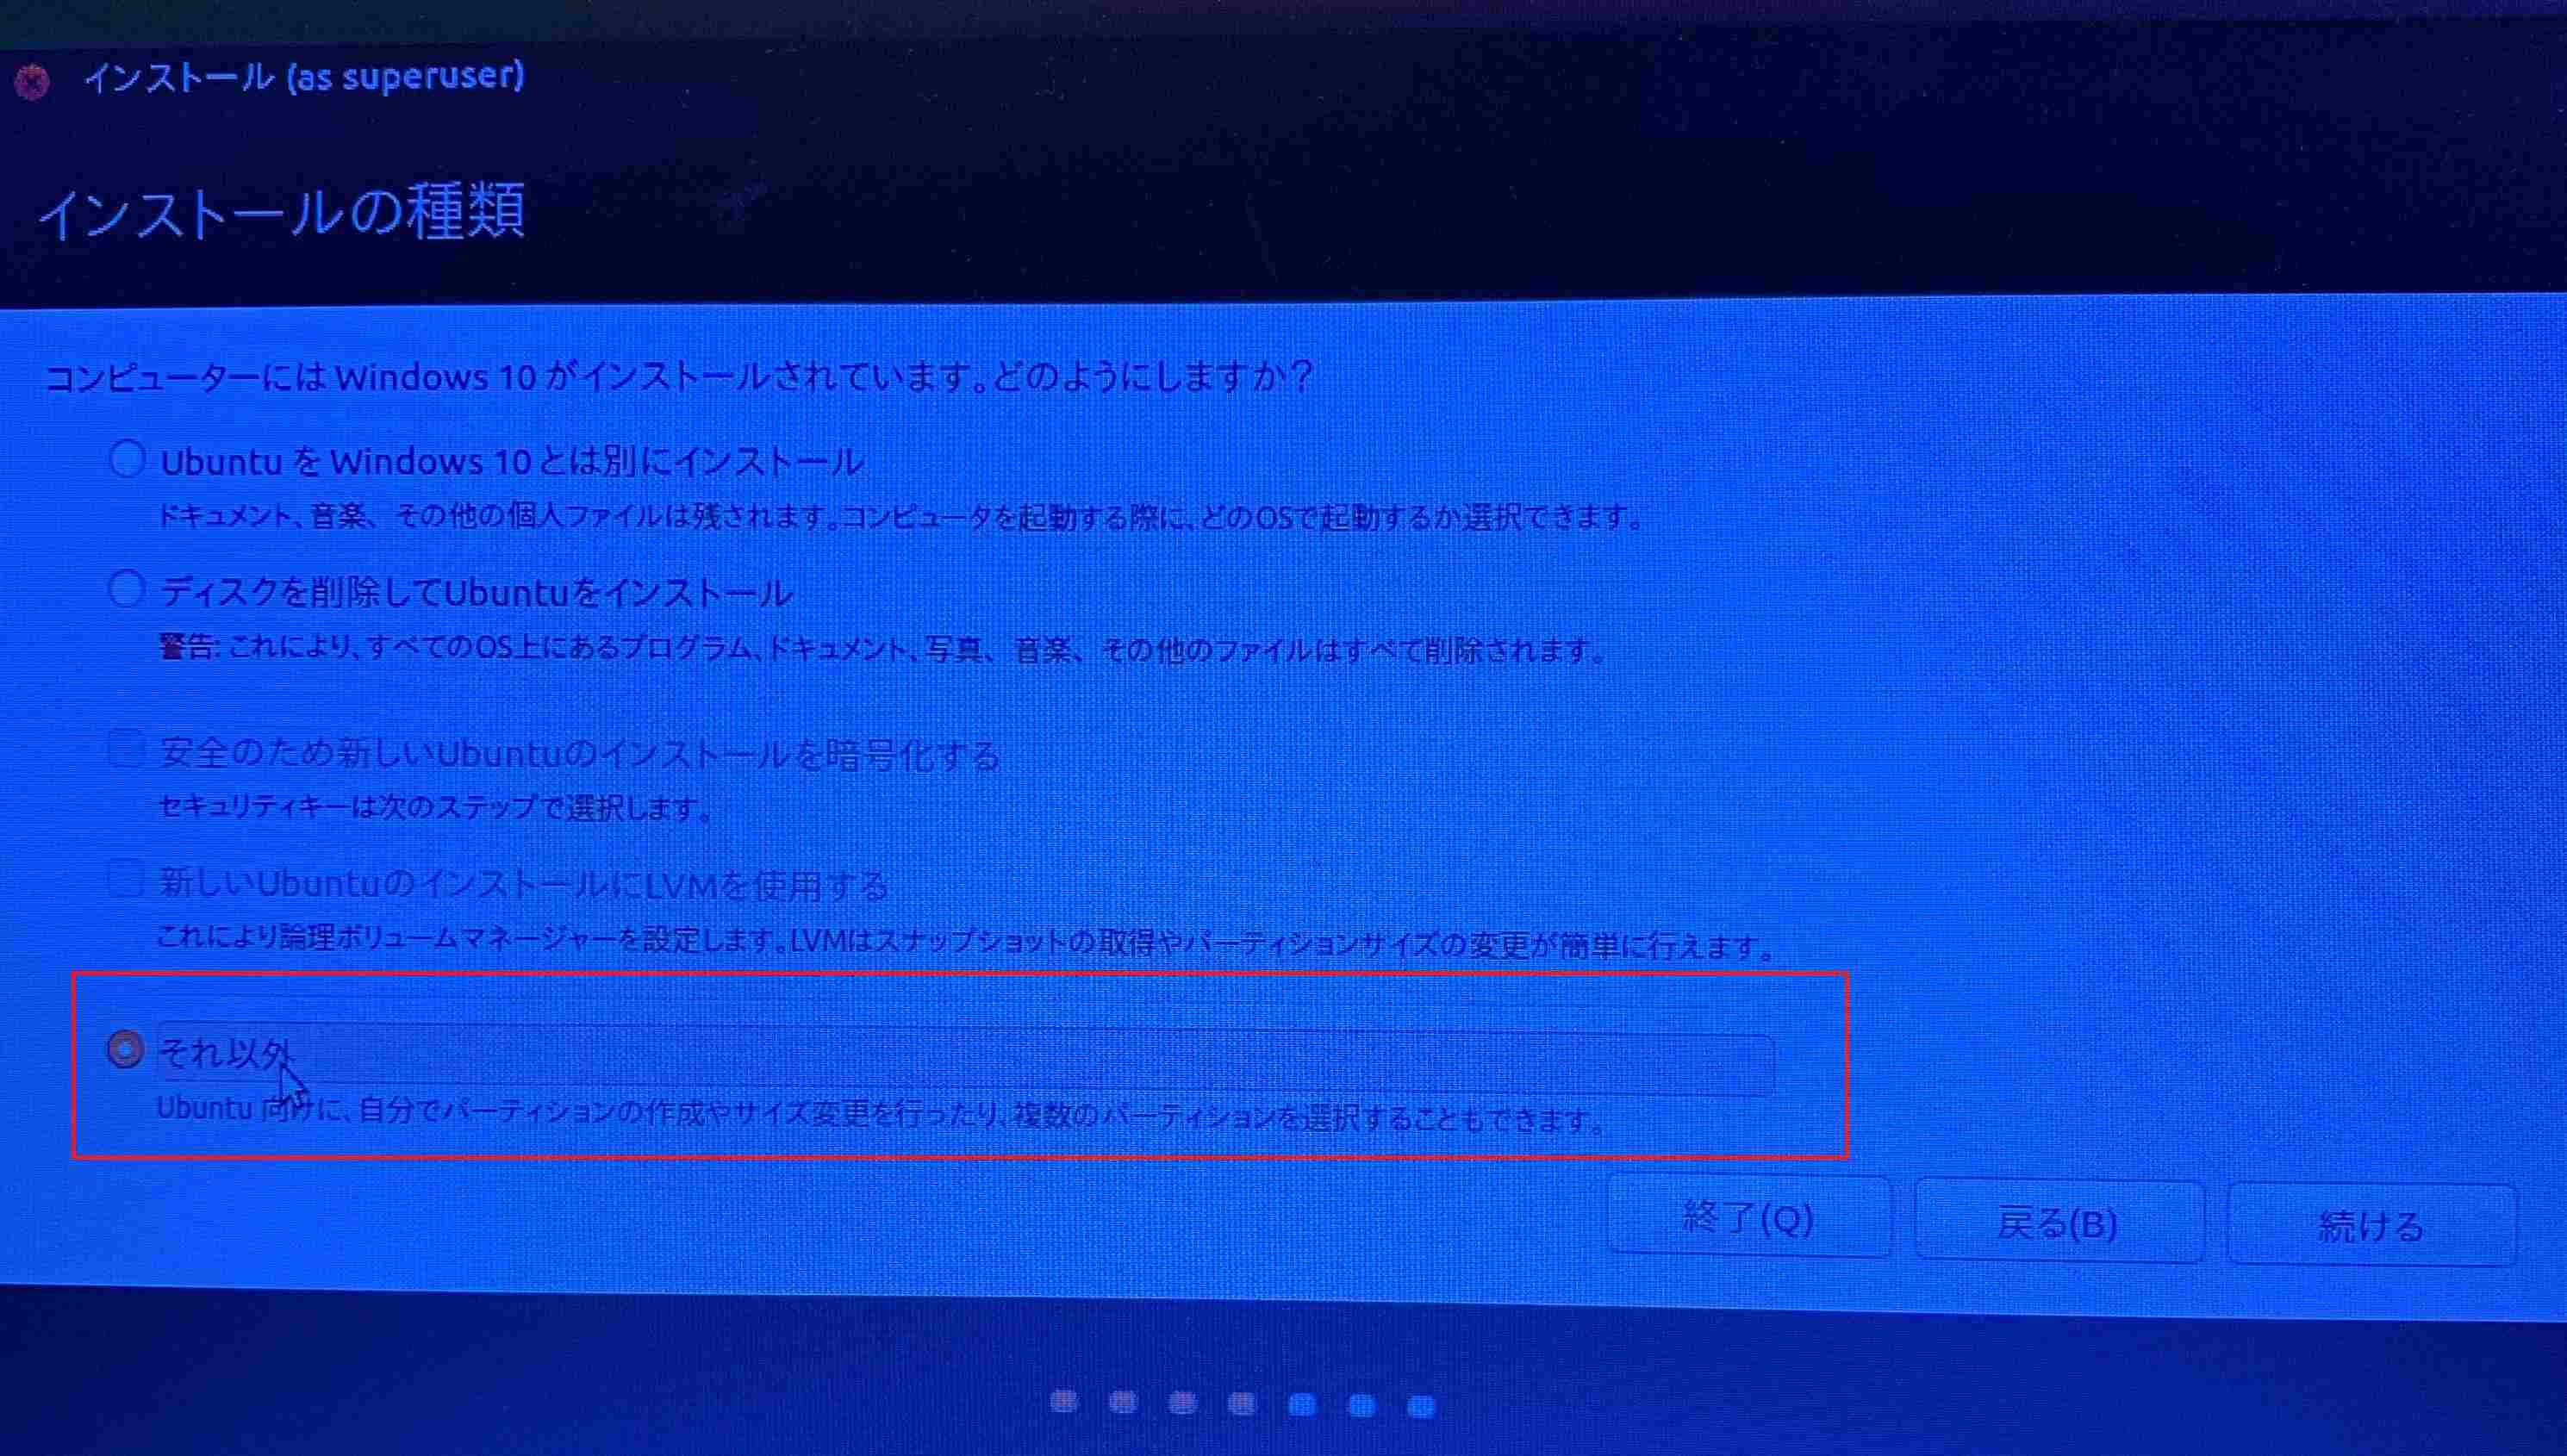 インストール (as superuser)
インストールの種類
コンピューターには Windows 10 がインストールされています。どのようにしますか？
Ubuntu を Windows 10 とは別にインストール
ドキュメント、音楽、その他の個人ファイルは残されます。コンピュータを起動する際に、どのOSで起動するか選択できます。
ディスクを削除してUbuntuをインストール
警告: これにより、すべてのOS上にあるプログラム、ドキュメント、写真、音楽、その他のファイルはすべて削除されます。
安全のため新しいUbuntuのインストールを暗号化する
セキュリティキーは次のステップで選択します。
新しいUbuntuのインストールにLVMを使用する
これにより論理ボリュームマネージャーを設定します。LVMはスナップショットの取得やパーティションサイズの変更が簡単に行えます。
それ以外
Ubuntu 向けに、自分でパーティションの作成やサイズ変更を行ったり、複数のパーティションを選択することもできます。
終了(Q)
戻る(B)
続ける